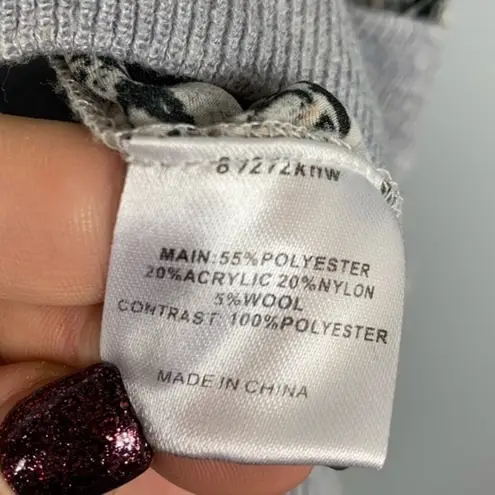 MAIN:55%POLYESTER
20%ACRYLIC 20%NYLON
5%WOOL
CONTRAST 100%POLYESTER
MADE IN CHINA